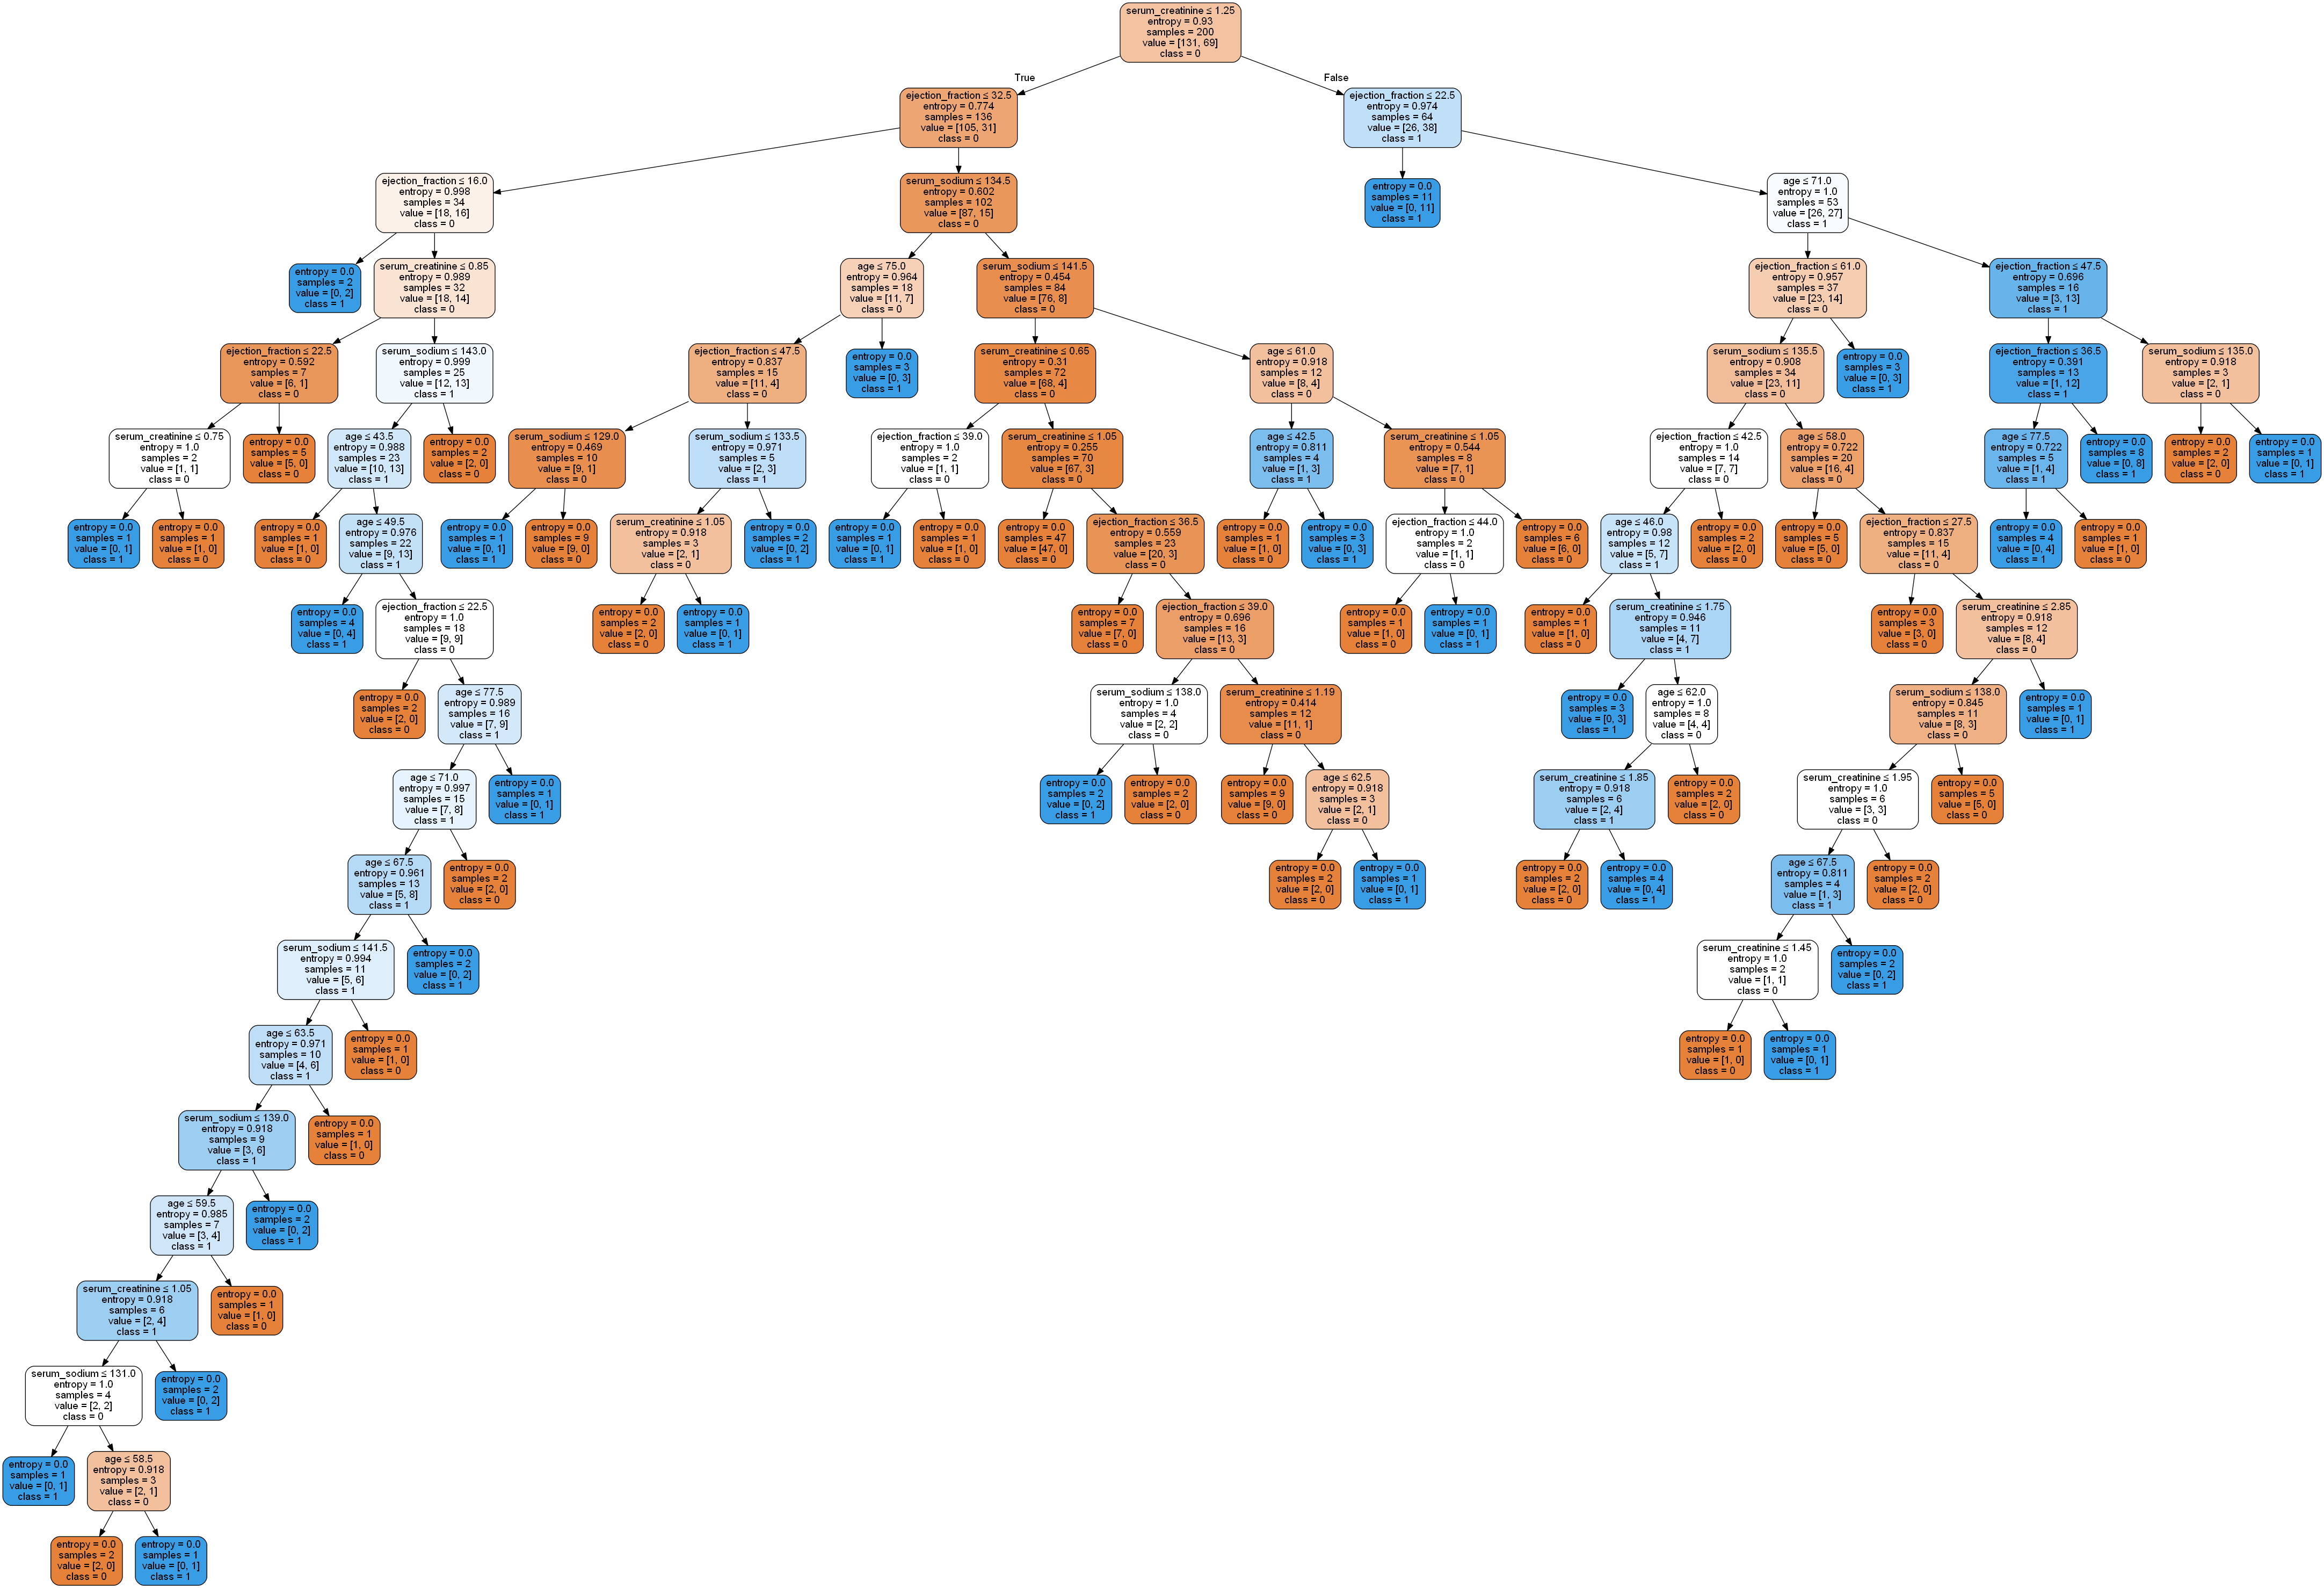 serum_creatinine ≤ 1.25
entropy = 0.93
samples = 200
value = [131, 69]
class = 0
True
False
ejection_fraction ≤ 32.5
entropy = 0.774
samples = 136
value = [105, 31]
class = 0
ejection_fraction ≤ 22.5
entropy = 0.974
samples = 64
value = [26, 38]
class = 1
ejection_fraction ≤ 16.0
entropy = 0.998
samples = 34
value = [18, 16]
class = 0
serum_sodium ≤ 134.5
entropy = 0.602
samples = 102
value = [87, 15]
class = 0
entropy = 0.0
samples = 11
value = [0, 11]
class = 1
age ≤ 71.0
entropy = 1.0
samples = 53
value = [26, 27]
class = 1
entropy = 0.0
samples = 2
value = [0, 2]
class = 1
serum_creatinine ≤ 0.85
entropy = 0.989
samples = 32
value = [18, 14]
class = 0
age ≤ 75.0
entropy = 0.964
samples = 18
value = [11, 7]
class = 0
serum_sodium ≤ 141.5
entropy = 0.454
samples = 84
value = [76, 8]
class = 0
ejection_fraction ≤ 61.0
entropy = 0.957
samples = 37
value = [23, 14]
class = 0
ejection_fraction ≤ 47.5
entropy = 0.696
samples = 16
value = [3, 13]
class = 1
ejection_fraction ≤ 22.5
entropy = 0.592
samples = 7
value = [6, 1]
class = 0
serum_sodium ≤ 143.0
entropy = 0.999
samples = 25
value = [12, 13]
class = 1
ejection_fraction ≤ 47.5
entropy = 0.837
samples = 15
value = [11, 4]
class = 0
entropy = 0.0
samples = 3
value = [0, 3]
class = 1
serum_creatinine ≤ 0.65
entropy = 0.31
samples = 72
value = [68, 4]
class = 0
age ≤ 61.0
entropy = 0.918
samples = 12
value = [8, 4]
class = 0
serum_sodium ≤ 135.5
entropy = 0.908
samples = 34
value = [23, 11]
class = 0
entropy = 0.0
samples = 3
value = [0, 3]
class = 1
ejection_fraction ≤ 36.5
entropy = 0.391
samples = 13
value = [1, 12]
class = 1
serum_sodium ≤ 135.0
entropy = 0.918
samples = 3
value = [2, 1]
class = 0
serum_creatinine ≤ 0.75
entropy = 1.0
samples = 2
value = [1, 1]
class = 0
entropy = 0.0
samples = 5
value = [5, 0]
class = 0
age ≤ 43.5
entropy = 0.988
samples = 23
value = [10, 13]
class = 1
entropy = 0.0
samples = 2
value = [2, 0]
class = 0
serum_sodium ≤ 129.0
entropy = 0.469
samples = 10
value = [9, 1]
class = 0
serum_sodium ≤ 133.5
entropy = 0.971
samples = 5
value = [2, 3]
class = 1
ejection_fraction ≤ 39.0
entropy = 1.0
samples = 2
value = [1, 1]
class = 0
serum_creatinine ≤ 1.05
entropy = 0.255
samples = 70
value = [67, 3]
class = 0
age ≤ 42.5
entropy = 0.811
samples = 4
value = [1, 3]
class = 1
serum_creatinine ≤ 1.05
entropy = 0.544
samples = 8
value = [7, 1]
class = 0
ejection_fraction ≤ 42.5
entropy = 1.0
samples = 14
value = [7, 7]
class = 0
age ≤ 58.0
entropy = 0.722
samples = 20
value = [16, 4]
class = 0
age ≤ 77.5
entropy = 0.722
samples = 5
value = [1, 4]
class = 1
entropy = 0.0
samples = 8
value = [0, 8]
class = 1
entropy = 0.0
samples = 2
value = [2, 0]
class = 0
entropy = 0.0
samples = 1
value = [0, 1]
class = 1
entropy = 0.0
samples = 1
value = [0, 1]
class = 1
entropy = 0.0
samples = 1
value = [1, 0]
class = 0
entropy = 0.0
samples = 1
value = [1, 0]
class = 0
age ≤ 49.5
entropy = 0.976
samples = 22
value = [9, 13]
class = 1
entropy = 0.0
samples = 1
value = [0, 1]
class = 1
entropy = 0.0
samples = 9
value = [9, 0]
class = 0
serum_creatinine ≤ 1.05
entropy = 0.918
samples = 3
value = [2, 1]
class = 0
entropy = 0.0
samples = 2
value = [0, 2]
class = 1
entropy = 0.0
samples = 1
value = [0, 1]
class = 1
entropy = 0.0
samples = 1
value = [1, 0]
class = 0
entropy = 0.0
samples = 47
value = [47, 0]
class = 0
ejection_fraction ≤ 36.5
entropy = 0.559
samples = 23
value = [20, 3]
class = 0
entropy = 0.0
samples = 1
value = [1, 0]
class = 0
entropy = 0.0
samples = 3
value = [0, 3]
class = 1
ejection_fraction ≤ 44.0
entropy = 1.0
samples = 2
value = [1, 1]
class = 0
entropy = 0.0
samples = 6
value = [6, 0]
class = 0
age ≤ 46.0
entropy = 0.98
samples = 12
value = [5, 7]
class = 1
entropy = 0.0
samples = 2
value = [2, 0]
class = 0
entropy = 0.0
samples = 5
value = [5, 0]
class = 0
ejection_fraction ≤ 27.5
entropy = 0.837
samples = 15
value = [11, 4]
class = 0
entropy = 0.0
samples = 4
value = [0, 4]
class = 1
entropy = 0.0
samples = 1
value = [1, 0]
class = 0
entropy = 0.0
samples = 4
value = [0, 4]
class = 1
ejection_fraction ≤ 22.5
entropy = 1.0
samples = 18
value = [9, 9]
class = 0
entropy = 0.0
samples = 2
value = [2, 0]
class = 0
entropy = 0.0
samples = 1
value = [0, 1]
class = 1
entropy = 0.0
samples = 7
value = [7, 0]
class = 0
ejection_fraction ≤ 39.0
entropy = 0.696
samples = 16
value = [13, 3]
class = 0
entropy = 0.0
samples = 1
value = [1, 0]
class = 0
entropy = 0.0
samples = 1
value = [0, 1]
class = 1
entropy = 0.0
samples = 1
value = [1, 0]
class = 0
serum_creatinine ≤ 1.75
entropy = 0.946
samples = 11
value = [4, 7]
class = 1
entropy = 0.0
samples = 3
value = [3, 0]
class = 0
serum_creatinine ≤ 2.85
entropy = 0.918
samples = 12
value = [8, 4]
class = 0
entropy = 0.0
samples = 2
value = [2, 0]
class = 0
age ≤ 77.5
entropy = 0.989
samples = 16
value = [7, 9]
class = 1
serum_sodium ≤ 138.0
entropy = 1.0
samples = 4
value = [2, 2]
class = 0
serum_creatinine ≤ 1.19
entropy = 0.414
samples = 12
value = [11, 1]
class = 0
entropy = 0.0
samples = 3
value = [0, 3]
class = 1
age ≤ 62.0
entropy = 1.0
samples = 8
value = [4, 4]
class = 0
serum_sodium ≤ 138.0
entropy = 0.845
samples = 11
value = [8, 3]
class = 0
entropy = 0.0
samples = 1
value = [0, 1]
class = 1
age ≤ 71.0
entropy = 0.997
samples = 15
value = [7, 8]
class = 1
entropy = 0.0
samples = 1
value = [0, 1]
class = 1
entropy = 0.0
samples = 2
value = [0, 2]
class = 1
entropy = 0.0
samples = 2
value = [2, 0]
class = 0
entropy = 0.0
samples = 9
value = [9, 0]
class = 0
age ≤ 62.5
entropy = 0.918
samples = 3
value = [2, 1]
class = 0
serum_creatinine ≤ 1.85
entropy = 0.918
samples = 6
value = [2, 4]
class = 1
entropy = 0.0
samples = 2
value = [2, 0]
class = 0
serum_creatinine ≤ 1.95
entropy = 1.0
samples = 6
value = [3, 3]
class = 0
entropy = 0.0
samples = 5
value = [5, 0]
class = 0
age ≤ 67.5
entropy = 0.961
samples = 13
value = [5, 8]
class = 1
entropy = 0.0
samples = 2
value = [2, 0]
class = 0
entropy = 0.0
samples = 2
value = [2, 0]
class = 0
entropy = 0.0
samples = 1
value = [0, 1]
class = 1
entropy = 0.0
samples = 2
value = [2, 0]
class = 0
entropy = 0.0
samples = 4
value = [0, 4]
class = 1
age ≤ 67.5
entropy = 0.811
samples = 4
value = [1, 3]
class = 1
entropy = 0.0
samples = 2
value = [2, 0]
class = 0
serum_sodium ≤ 141.5
entropy = 0.994
samples = 11
value = [5, 6]
class = 1
entropy = 0.0
samples = 2
value = [0, 2]
class = 1
serum_creatinine ≤ 1.45
entropy = 1.0
samples = 2
value = [1, 1]
class = 0
entropy = 0.0
samples = 2
value = [0, 2]
class = 1
age ≤ 63.5
entropy = 0.971
samples = 10
value = [4, 6]
class = 1
entropy = 0.0
samples = 1
value = [1, 0]
class = 0
entropy = 0.0
samples = 1
value = [1, 0]
class = 0
entropy = 0.0
samples = 1
value = [0, 1]
class = 1
serum_sodium ≤ 139.0
entropy = 0.918
samples = 9
value = [3, 6]
class = 1
entropy = 0.0
samples = 1
value = [1, 0]
class = 0
age ≤ 59.5
entropy = 0.985
samples = 7
value = [3, 4]
class = 1
entropy = 0.0
samples = 2
value = [0, 2]
class = 1
serum_creatinine ≤ 1.05
entropy = 0.918
samples = 6
value = [2, 4]
class = 1
entropy = 0.0
samples = 1
value = [1, 0]
class = 0
serum_sodium ≤ 131.0
entropy = 1.0
samples = 4
value = [2, 2]
class = 0
entropy = 0.0
samples = 2
value = [0, 2]
class = 1
entropy = 0.0
samples = 1
value = [0, 1]
class = 1
age ≤ 58.5
entropy = 0.918
samples = 3
value = [2, 1]
class = 0
entropy = 0.0
samples = 2
value = [2, 0]
class = 0
entropy = 0.0
samples = 1
value = [0, 1]
class = 1